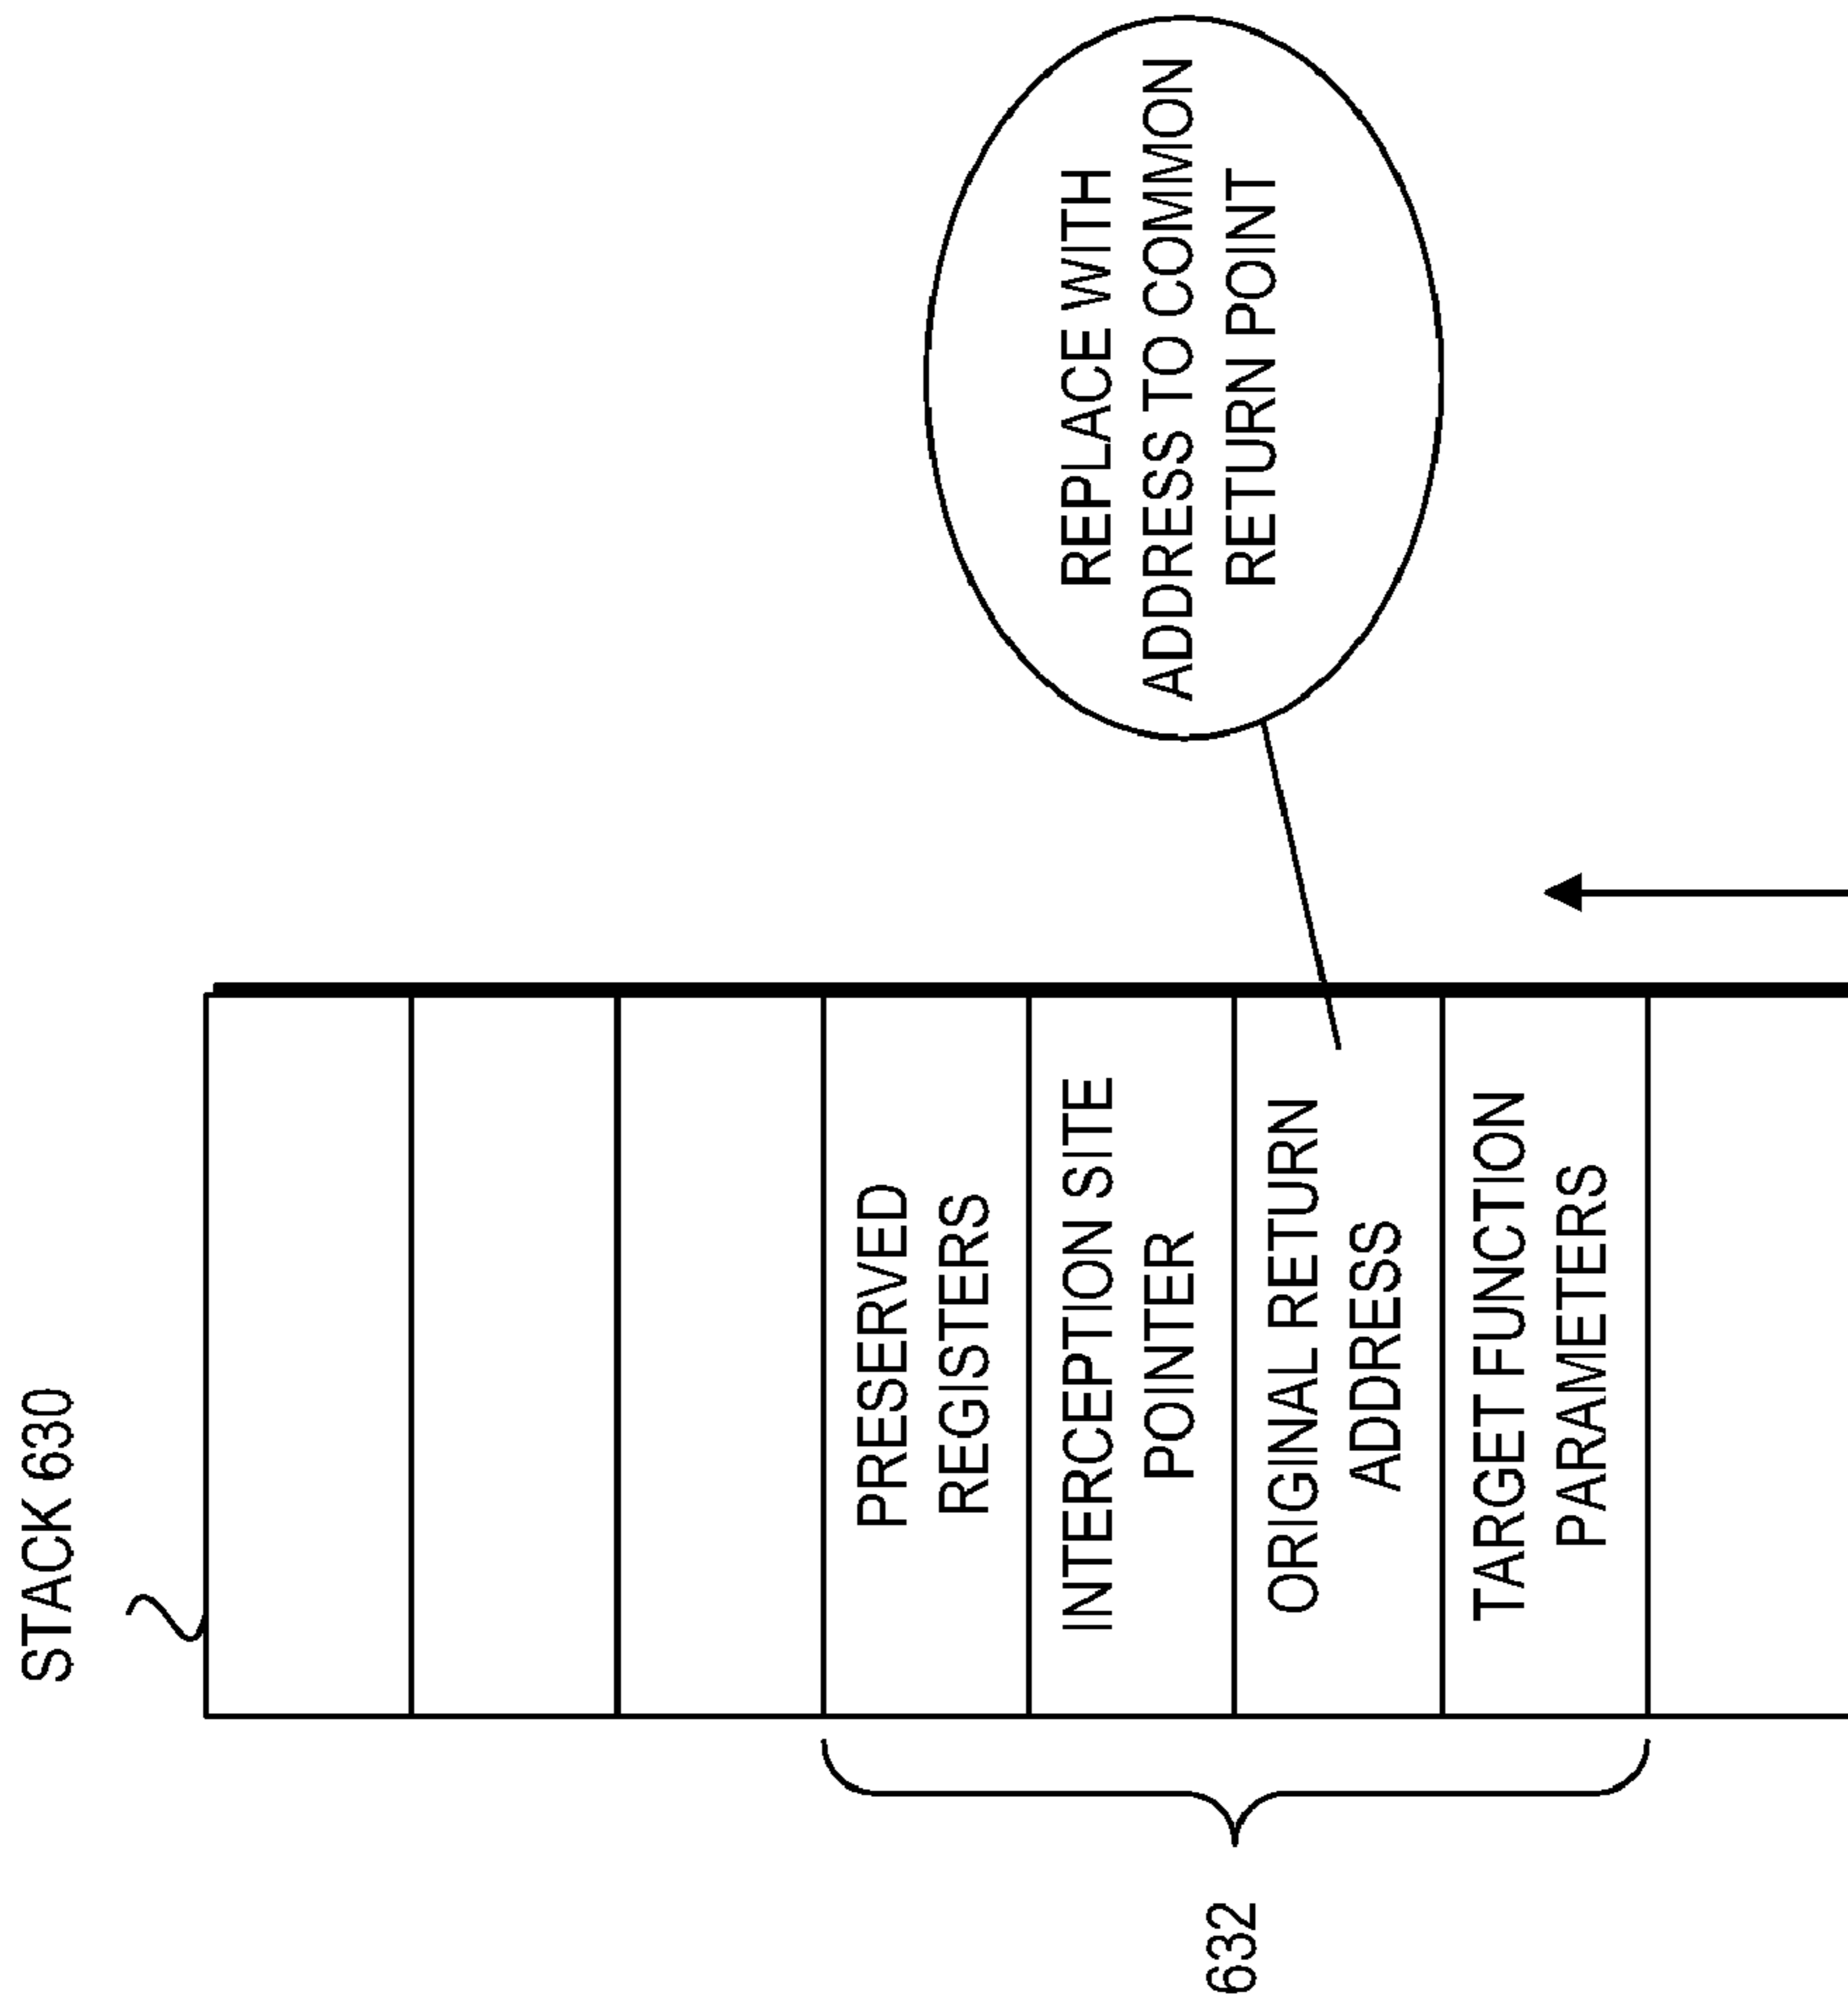 STACK 630
PRESERVED
REGISTERS
INTERCEPTION SITE
POINTER
ORIGINAL RETURN
ADDRESS
TARGET FUNCTION
PARAMETERS
632
REPLACE WITH
ADDRESS TO COMMON
RETURN POINT